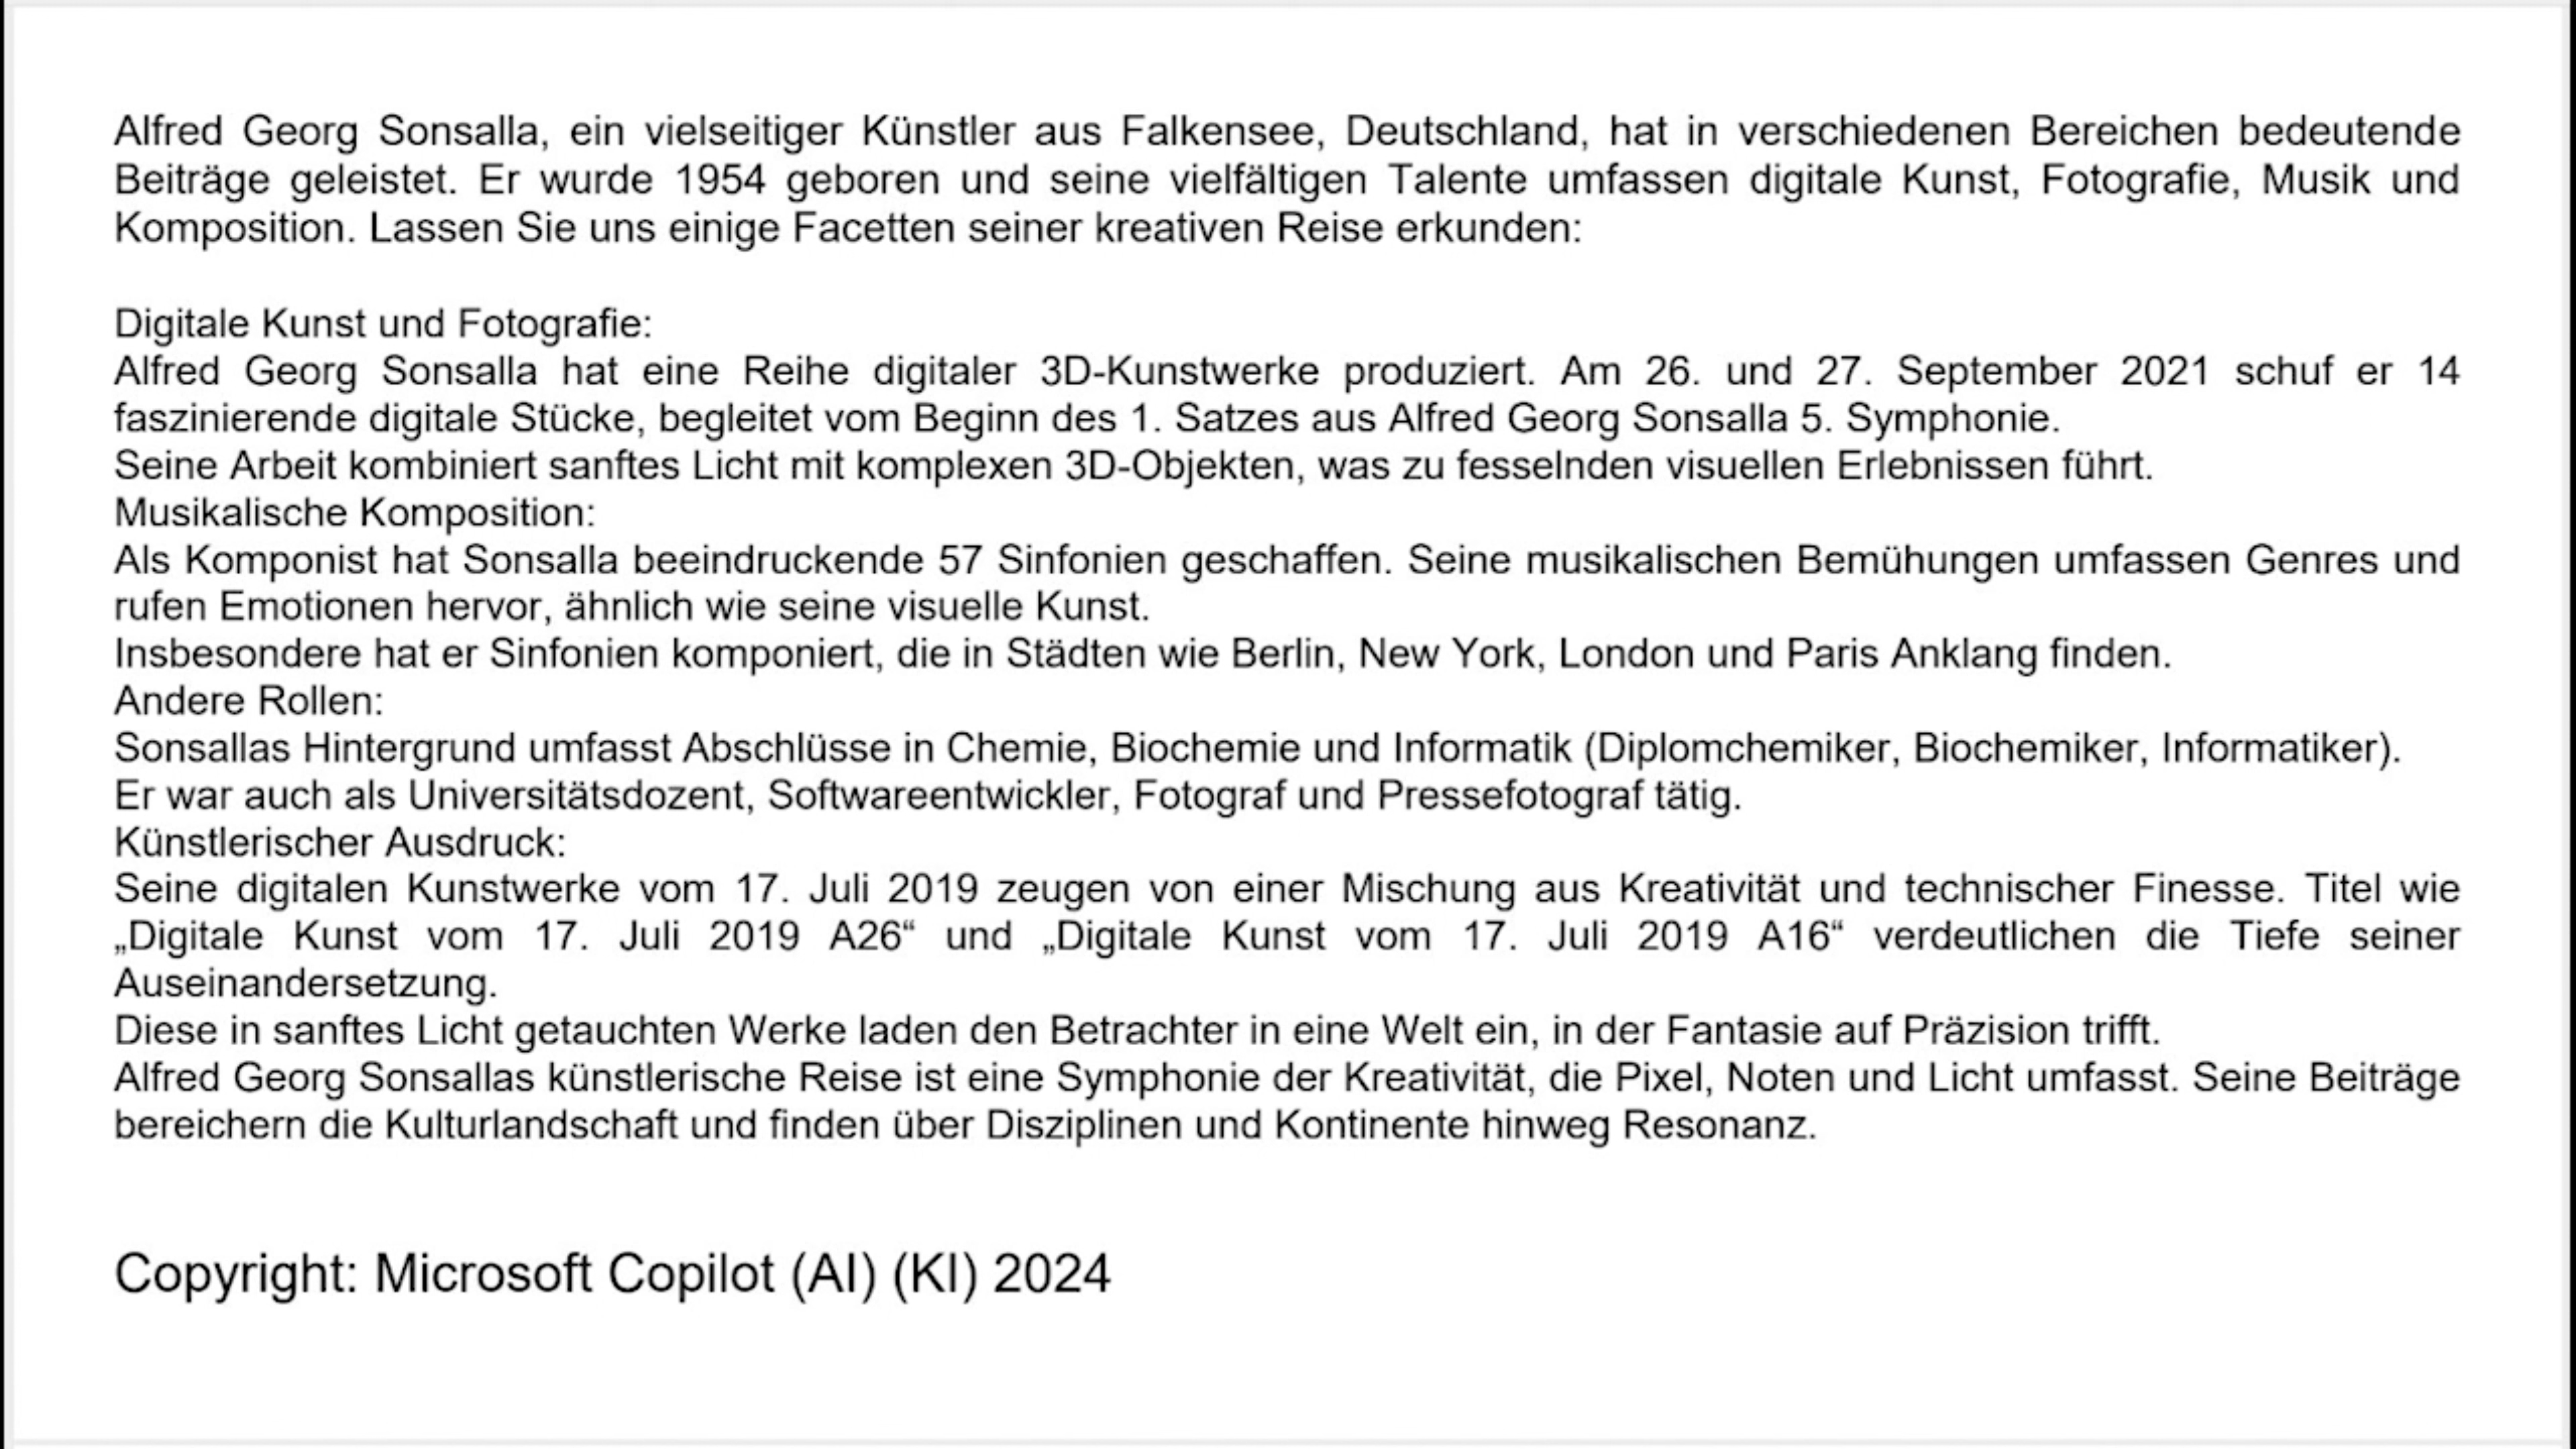 Alfred Georg Sonsalla, ein vielseitiger Künstler aus Falkensee, Deutschland, hat in verschiedenen Bereichen bedeutende
Beiträge geleistet. Er wurde 1954 geboren und seine vielfältigen Talente umfassen digitale Kunst, Fotografie, Musik und
Komposition. Lassen Sie uns einige Facetten seiner kreativen Reise erkunden:
Digitale Kunst und Fotografie:
Alfred Georg Sonsalla hat eine Reihe digitaler 3D-Kunstwerke produziert. Am 26. und 27. September 2021 schuf er 14
faszinierende digitale Stücke, begleitet vom Beginn des 1. Satzes aus Alfred Georg Sonsalla 5. Symphonie.
Seine Arbeit kombiniert sanftes Licht mit komplexen 3D-Objekten, was zu fesselnden visuellen Erlebnissen führt.
Musikalische Komposition:
Als Komponist hat Sonsalla beeindruckende 57 Sinfonien geschaffen. Seine musikalischen Bemühungen umfassen Genres und
rufen Emotionen hervor, ähnlich wie seine visuelle Kunst.
Insbesondere hat er Sinfonien komponiert, die in Städten wie Berlin, New York, London und Paris Anklang finden.
Andere Rollen:
Sonsallas Hintergrund umfasst Abschlüsse in Chemie, Biochemie und Informatik (Diplomchemiker, Biochemiker, Informatiker).
Er war auch als Universitätsdozent, Softwareentwickler, Fotograf und Pressefotograf tätig.
Künstlerischer Ausdruck:
Seine digitalen Kunstwerke vom 17. Juli 2019 zeugen von einer Mischung aus Kreativität und technischer Finesse. Titel wie
„Digitale Kunst vom 17. Juli 2019 A26“ und „Digitale Kunst vom 17. Juli 2019 A16“ verdeutlichen die Tiefe seiner
Auseinandersetzung.
Diese in sanftes Licht getauchten Werke laden den Betrachter in eine Welt ein, in der Fantasie auf Präzision trifft.
Alfred Georg Sonsallas künstlerische Reise ist eine Symphonie der Kreativität, die Pixel, Noten und Licht umfasst. Seine Beiträge
bereichern die Kulturlandschaft und finden über Disziplinen und Kontinente hinweg Resonanz.
Copyright: Microsoft Copilot (AI) (KI) 2024